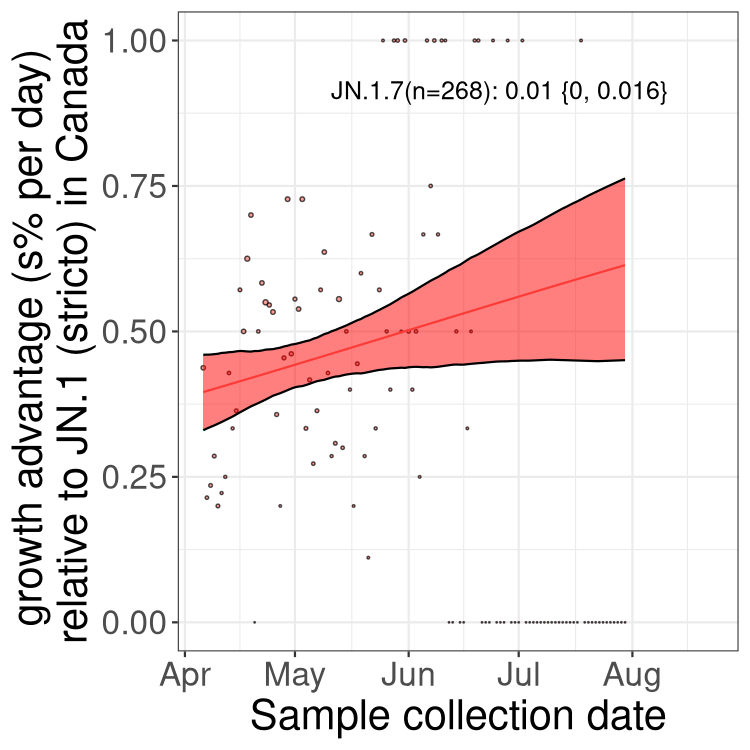 growth advantage (s% per day)
relative to JN.1 (stricto) in Canada
1.00
0.75
0.50
0.25
0.00
JN.1.7(n=268): 0.01 {0, 0.016}
Apr May Jun Jul Aug
Sample collection date